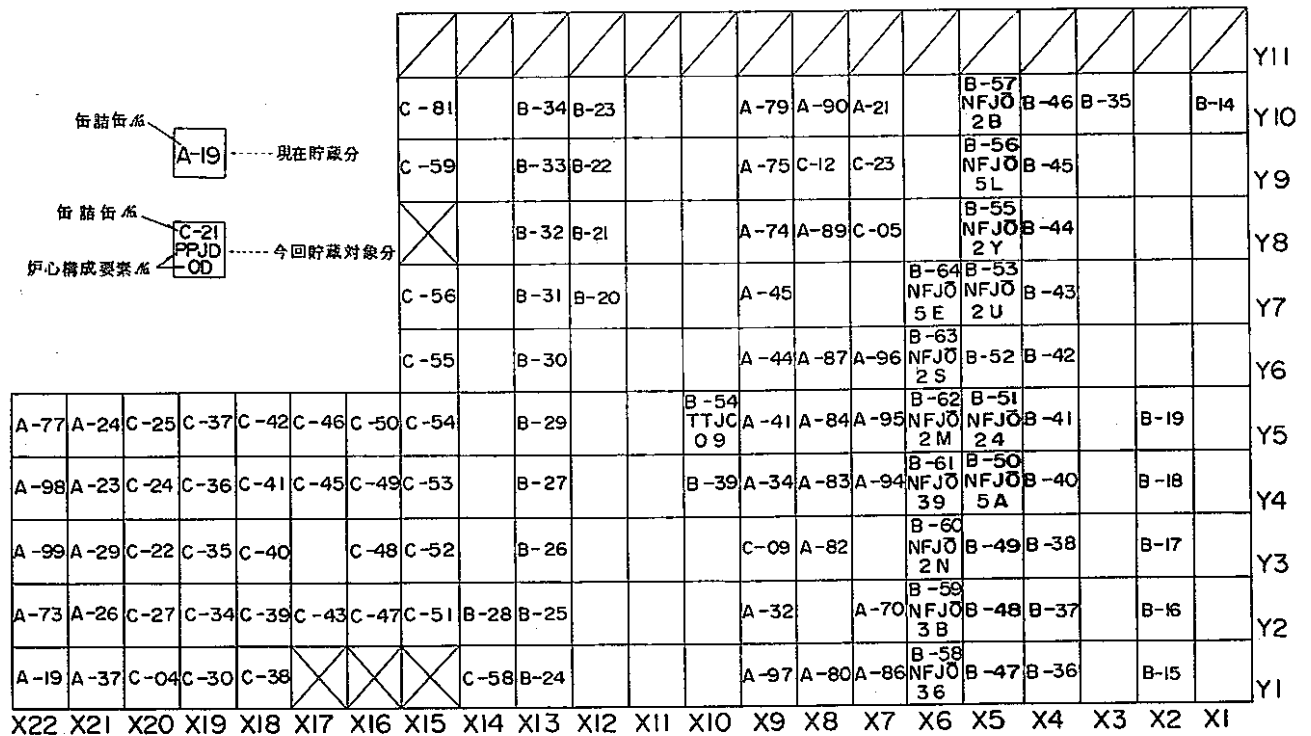 Y11
C-81 B-34 B-23 A-79 A-90 A-21 B-57 NFJŌ 2B B-46 B-35 B-14 Y10
缶詰缶№
A-19 現在貯蔵分
C-59 B-33 B-22 A-75 C-12 C-23 B-56 NFJŌ 5L B-45 Y9
缶詰缶№
C-21 PPJD OD 今回貯蔵対象分
炉心構成要素№
B-32 B-21 A-74 A-89 C-05 B-55 NFJŌ 2Y B-44 Y8
C-56 B-31 B-20 A-45 B-64 NFJŌ 5E B-53 NFJŌ 2U B-43 Y7
C-55 B-30 A-44 A-87 A-96 B-63 NFJŌ 2S B-52 B-42 Y6
A-77 A-24 C-25 C-37 C-42 C-46 C-50 C-54 B-29 B-54 TTJC 09 A-41 A-84 A-95 B-62 NFJŌ 2M B-51 NFJŌ 24 B-41 B-19 Y5
A-98 A-23 C-24 C-36 C-41 C-45 C-49 C-53 B-27 B-39 A-34 A-83 A-94 B-61 NFJŌ 39 B-50 NFJŌ 5A B-40 B-18 Y4
A-99 A-29 C-22 C-35 C-40 C-48 C-52 B-26 C-09 A-82 B-60 NFJŌ 2N B-49 B-38 B-17 Y3
A-73 A-26 C-27 C-34 C-39 C-43 C-47 C-51 B-28 B-25 A-32 A-70 B-59 NFJŌ 3B B-48 B-37 B-16 Y2
A-19 A-37 C-04 C-30 C-38 C-58 B-24 A-97 A-80 A-86 B-58 NFJŌ 36 B-47 B-36 B-15 Y1
X22 X21 X20 X19 X18 X17 X16 X15 X14 X13 X12 X11 X10 X9 X8 X7 X6 X5 X4 X3 X2 X1